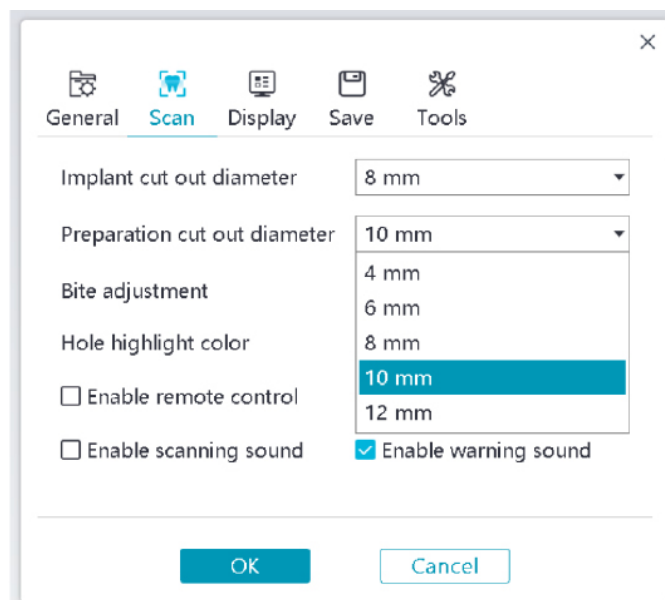 General Scan Display Save Tools
Implant cut out diameter 8 mm
Preparation cut out diameter 10 mm
4 mm
Bite adjustment
6 mm
Hole highlight color 8 mm
10 mm
Enable remote control
12 mm
Enable scanning sound Enable warning sound
OK Cancel